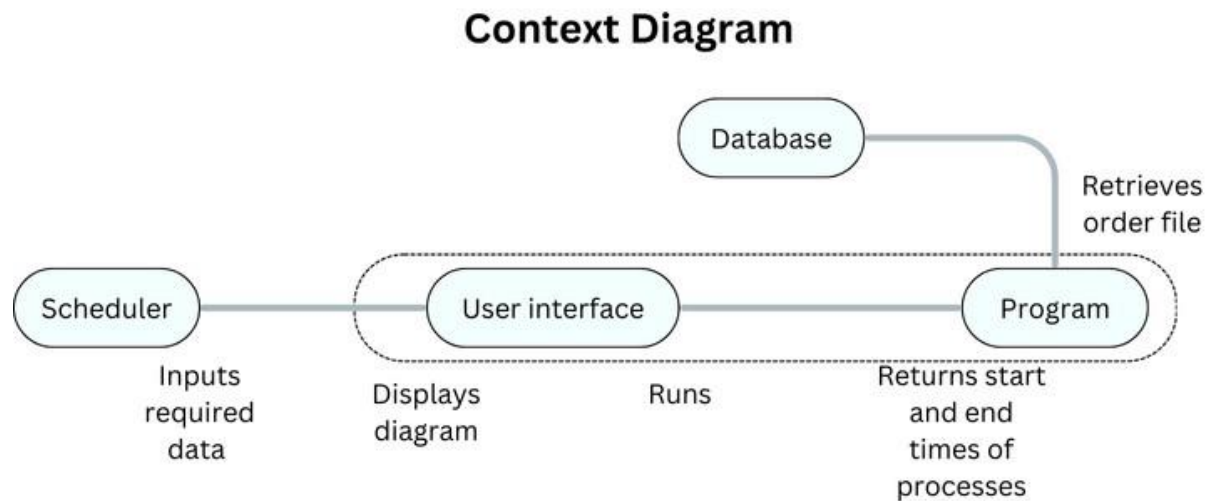 Context Diagram
Database
Retrieves
order file
Scheduler
User interface
Program
Inputs
required
data
Displays
diagram
Runs
Returns start
and end
times of
processes